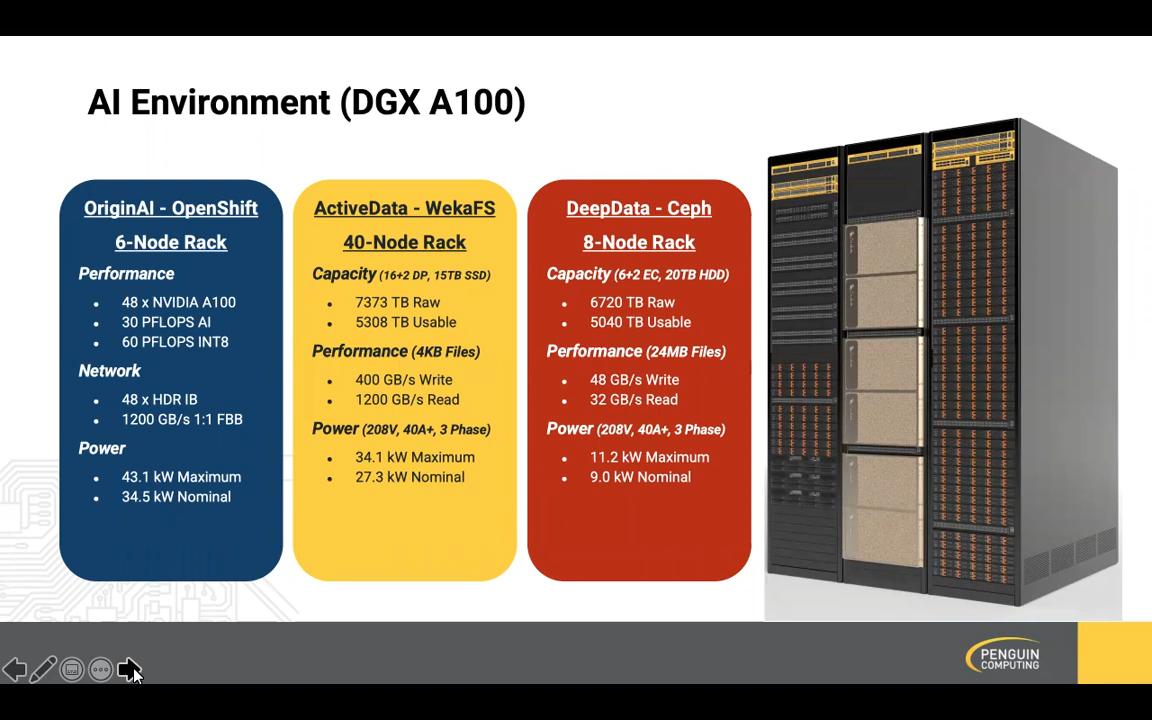 AI Environment (DGX A100)
OriginAI - OpenShift
6-Node Rack
Performance
48 x NVIDIA A100
30 PFLOPS AI
60 PFLOPS INT8
Network
48 x HDR IB
1200 GB/s 1:1 FBB
Power
43.1 kW Maximum
34.5 kW Nominal
ActiveData - WekaFS
40-Node Rack
Capacity (16+2 DP, 15TB SSD)
7373 TB Raw
5308 TB Usable
Performance (4KB Files)
400 GB/s Write
1200 GB/s Read
Power (208V, 40A+, 3 Phase)
34.1 kW Maximum
27.3 kW Nominal
DeepData - Ceph
8-Node Rack
Capacity (6+2 EC, 20TB HDD)
6720 TB Raw
5040 TB Usable
Performance (24MB Files)
48 GB/s Write
32 GB/s Read
Power (208V, 40A+, 3 Phase)
11.2 kW Maximum
9.0 kW Nominal
PENGUIN
COMPUTING